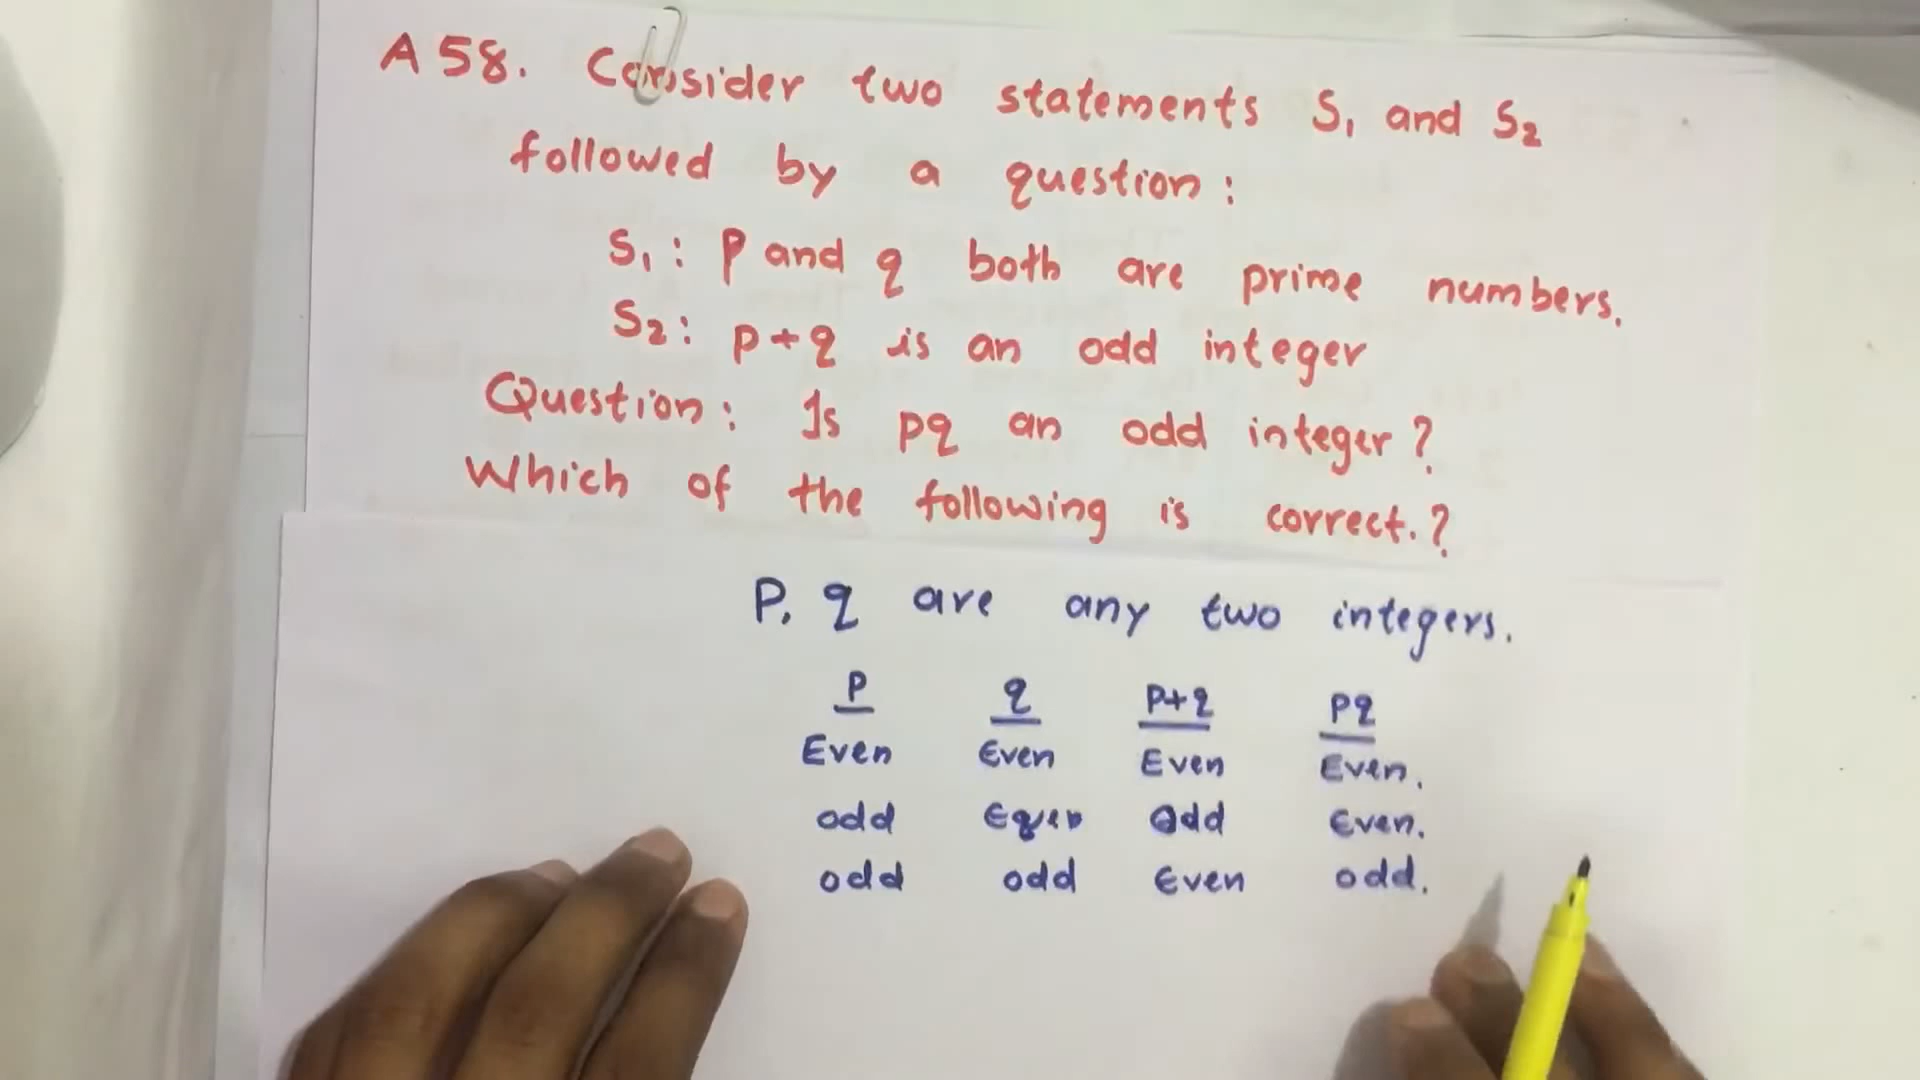 A 58. Consider two statements S₁ and S₂
followed by a question:
S₁: p and q both are prime numbers.
S₂: p+q is an odd integer
Question: Is pq an odd integer?
Which of the following is correct.?
P, q are any two integers.
p q p+q pq
Even Even Even Even.
odd Even odd Even.
odd odd Even odd.